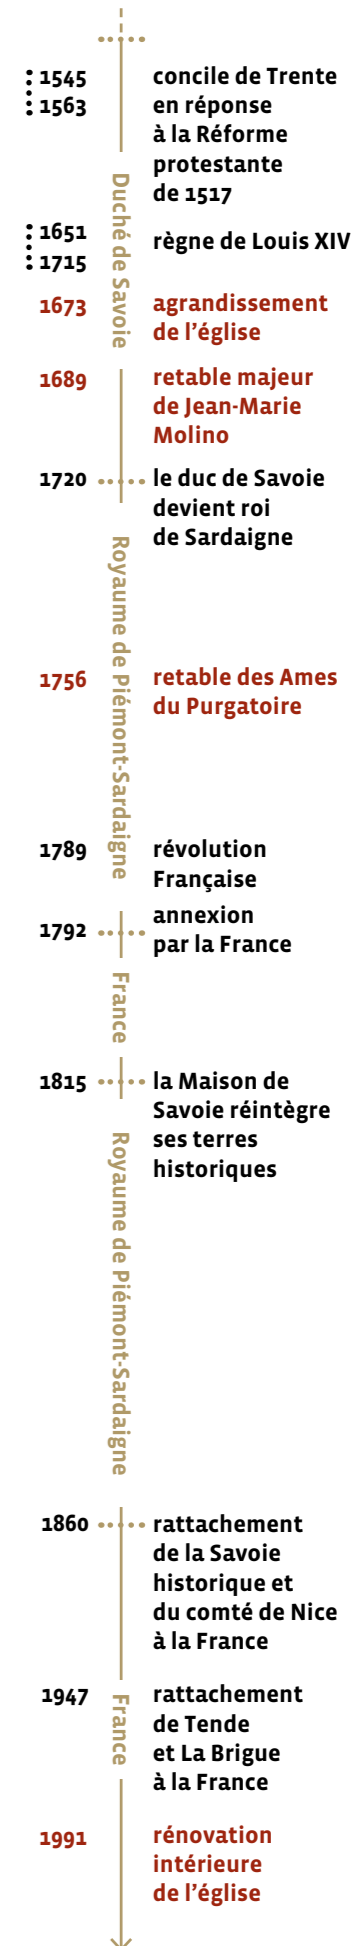 1545 concile de Trente
1563 en réponse
à la Réforme
protestante
de 1517
Duché de Savoie
1651 règne de Louis XIV
1715
1673 agrandissement
de l’église
1689 retable majeur
de Jean-Marie
Molino
1720 le duc de Savoie
devient roi
de Sardaigne
Royaume de Piémont-Sardaigne
1756 retable des Ames
du Purgatoire
1789 révolution
Française
1792 annexion
par la France
France
1815 la Maison de
Savoie réintègre
ses terres
historiques
Royaume de Piémont-Sardaigne
1860 rattachement
de la Savoie
historique et
du comté de Nice
à la France
1947 rattachement
de Tende
et La Brigue
à la France
France
1991 rénovation
intérieure
de l’église